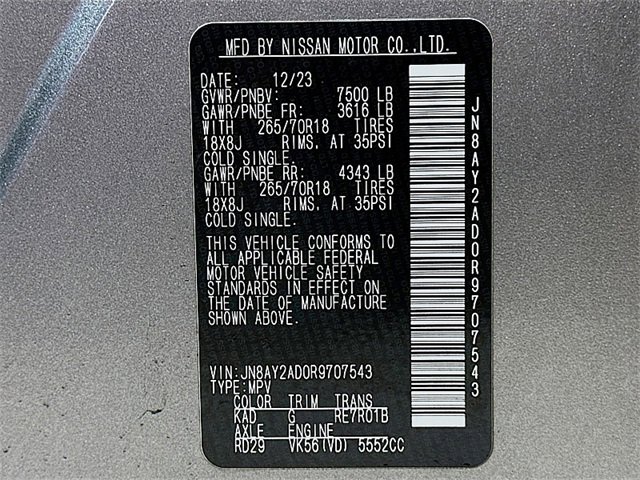 MFD BY NISSAN MOTOR CO.,LTD.
DATE: 12/23
GVWR/PNBV: 7500 LB
GAWR/PNBE FR: 3616 LB
WITH 265/70R18 TIRES
18X8J RIMS, AT 35PSI
COLD SINGLE.
GAWR/PNBE RR: 4343 LB
WITH 265/70R18 TIRES
18X8J RIMS, AT 35PSI
COLD SINGLE.
THIS VEHICLE CONFORMS TO
ALL APPLICABLE FEDERAL
MOTOR VEHICLE SAFETY
STANDARDS IN EFFECT ON
THE DATE OF MANUFACTURE
SHOWN ABOVE.
VIN:JN8AY2AD0R9707543
TYPE:MPV
COLOR TRIM TRANS
KAD G RE7R01B
AXLE ENGINE
RD29 VK56(VD) 5552CC
JN8AY2AD0R9707543